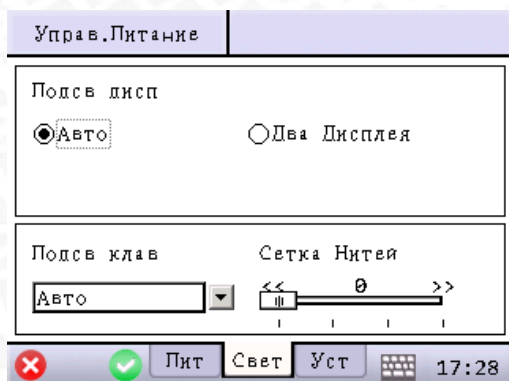 Управ.Питание
Подсв дисп
Авто
Два Дисплея
Подсв клав
Сетка Нитей
Авто
<< 0 >>
Пит Свет Уст 17:28